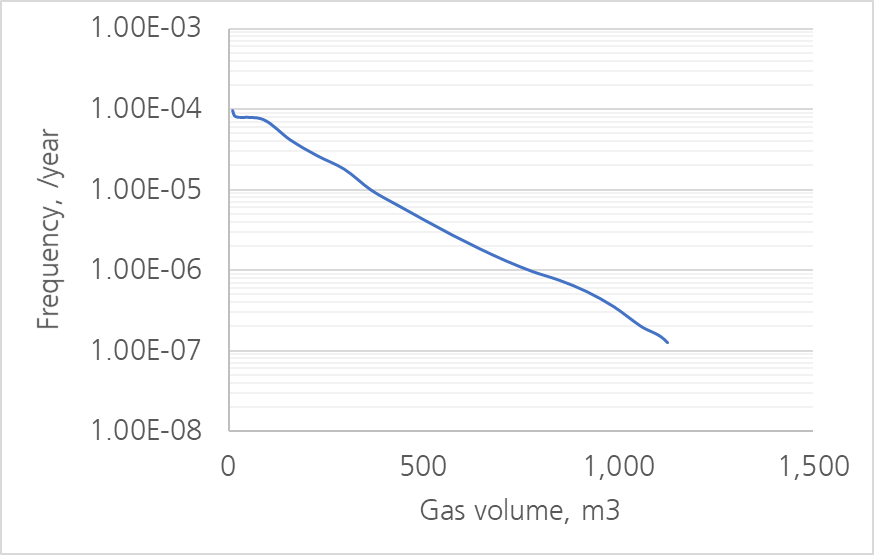 1.00E-03
1.00E-04
1.00E-05
1.00E-06
1.00E-07
1.00E-08
Frequency, /year
0 500 1,000 1,500
Gas volume, m3